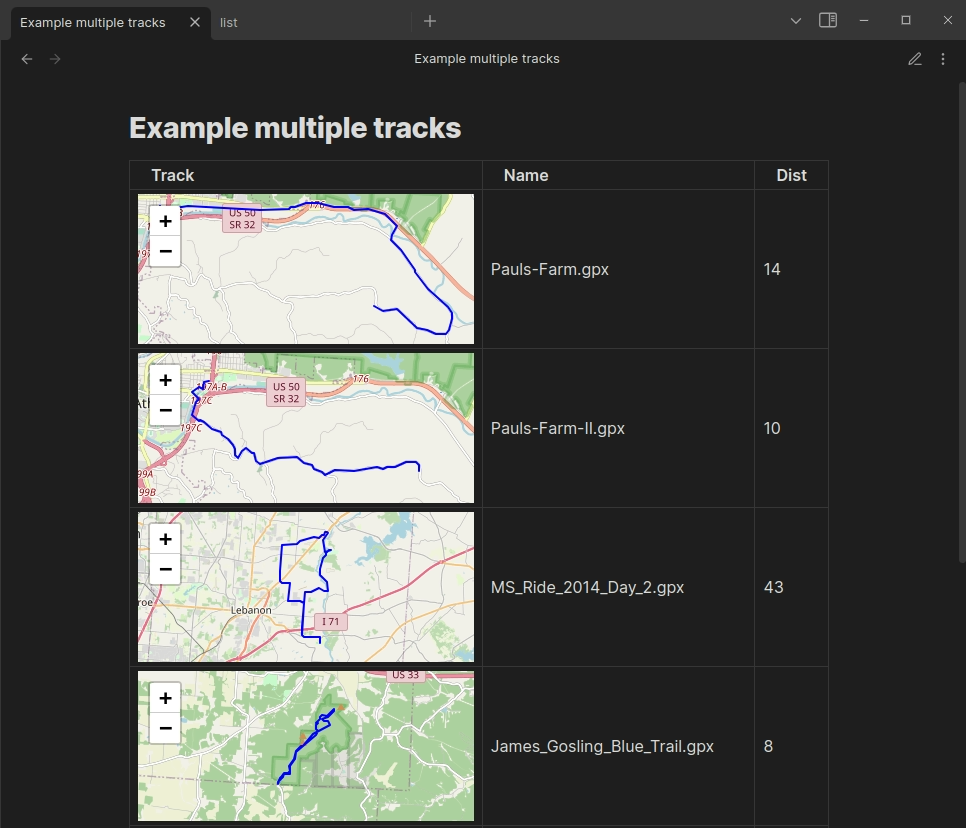 Example multiple tracks
list
Example multiple tracks
Example multiple tracks
Track Name Dist
+
−
US 50
SR 32
176
197
Pauls-Farm.gpx
14
+
−
US 50
SR 32
176
197C
197C
Pauls-Farm-II.gpx
10
99A
99B
+
−
Lebanon
I 71
MS_Ride_2014_Day_2.gpx
43
US 33
+
−
James_Gosling_Blue_Trail.gpx
8